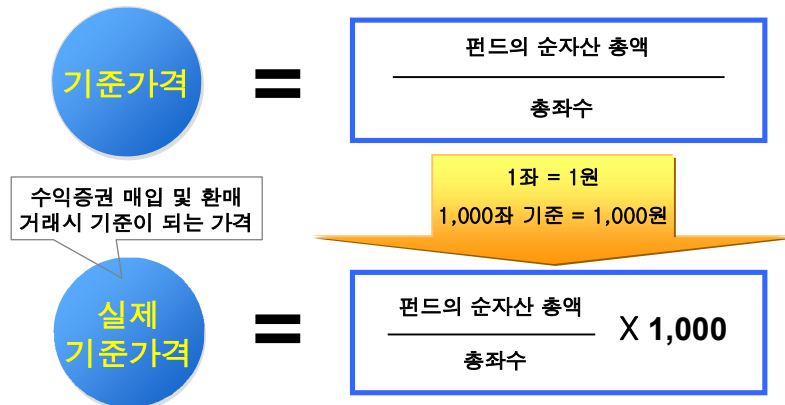 기준가격
=
펀드의 순자산 총액
총좌수
1좌 = 1원
1,000좌 기준 = 1,000원
수익증권 매입 및 환매
거래시 기준이 되는 가격
실제
기준가격
=
펀드의 순자산 총액
총좌수
X 1,000